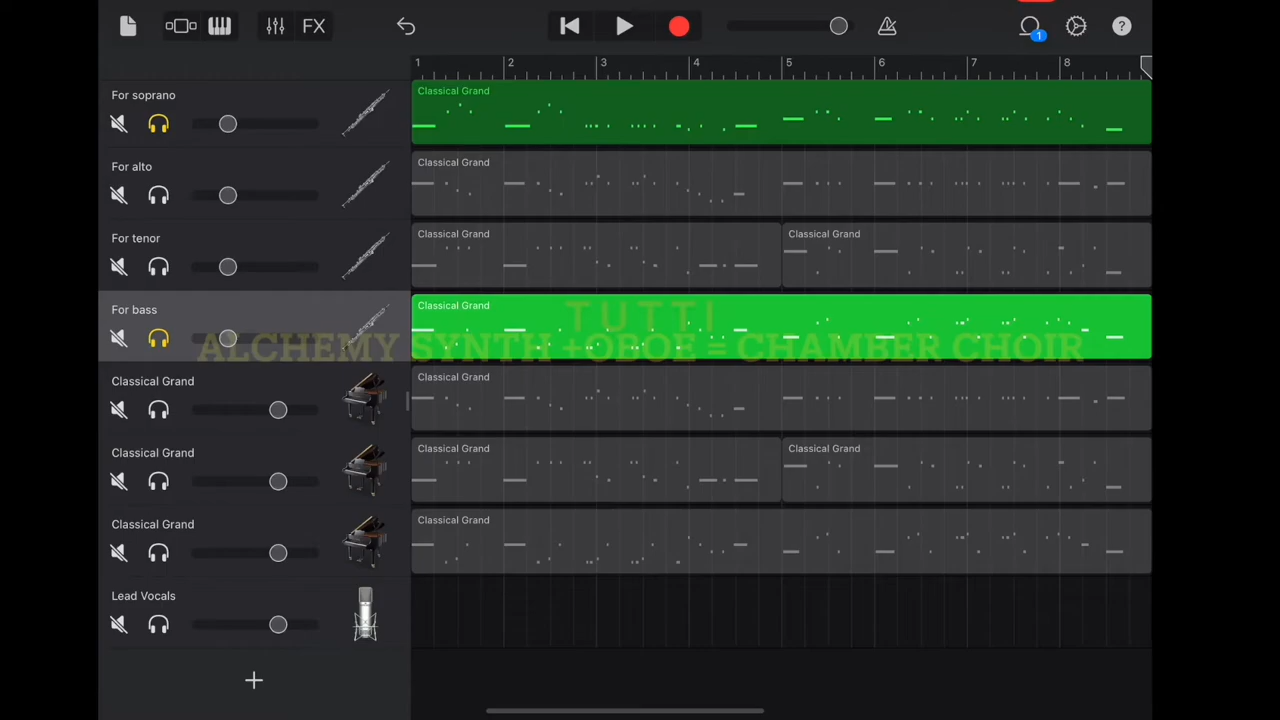 FX
1
1 2 3 4 5 6 7 8
For soprano
Classical Grand
For alto
Classical Grand
For tenor
Classical Grand
Classical Grand
For bass
Classical Grand
TUTTI
ALCHEMY SYNTH +OBOE = CHAMBER CHOIR
Classical Grand
Classical Grand
Classical Grand
Classical Grand
Classical Grand
Classical Grand
Classical Grand
Lead Vocals